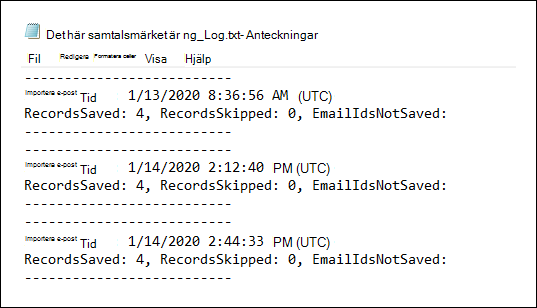 Det här samtalsmärket är ng_Log.txt- Anteckningar
Fil Redigera Formatera celler Visa Hjälp
---------------------------
Importera e-post Tid 1/13/2020 8:36:56 AM (UTC)
RecordsSaved: 4, RecordsSkipped: 0, EmailIdsNotSaved:
---------------------------
---------------------------
Importera e-post Tid 1/14/2020 2:12:40 PM (UTC)
RecordsSaved: 4, RecordsSkipped: 0, EmailIdsNotSaved:
---------------------------
---------------------------
Importera e-post Tid 1/14/2020 2:44:33 PM (UTC)
RecordsSaved: 4, RecordsSkipped: 0, EmailIdsNotSaved:
---------------------------